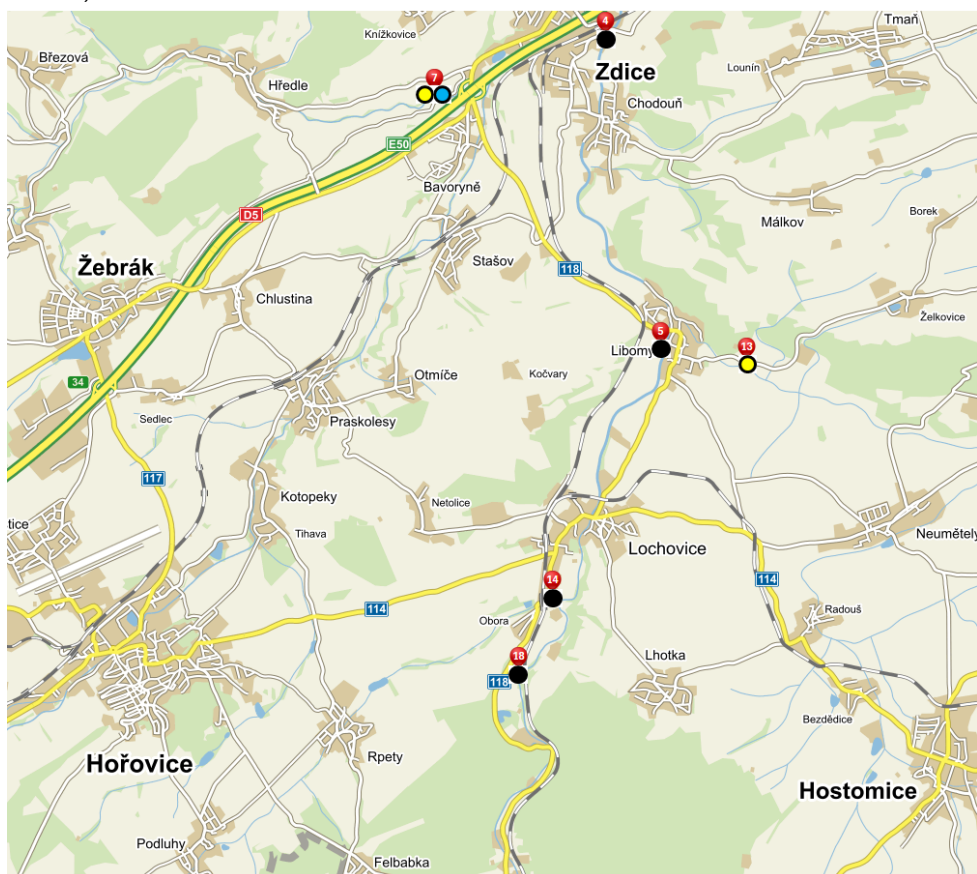 Knížkovice
4
Tmaň
Březová
Zdice
Lounín
Hředle
7
Chodouň
E50
Bavoryně
Málkov
Borek
D5
Žebrák
Stašov
118
Chlustina
Želkovice
5
13
Libomy
34
Otmíče
Kočvary
Sedlec
Praskolesy
117
Kotopeky
Netolice
tice
Tihava
Lochovice
Neumětely
14
114
114
Radouš
Obora
18
Lhotka
118
Bezdědice
Rpety
Hořovice
Hostomice
Podluhy
Felbabka